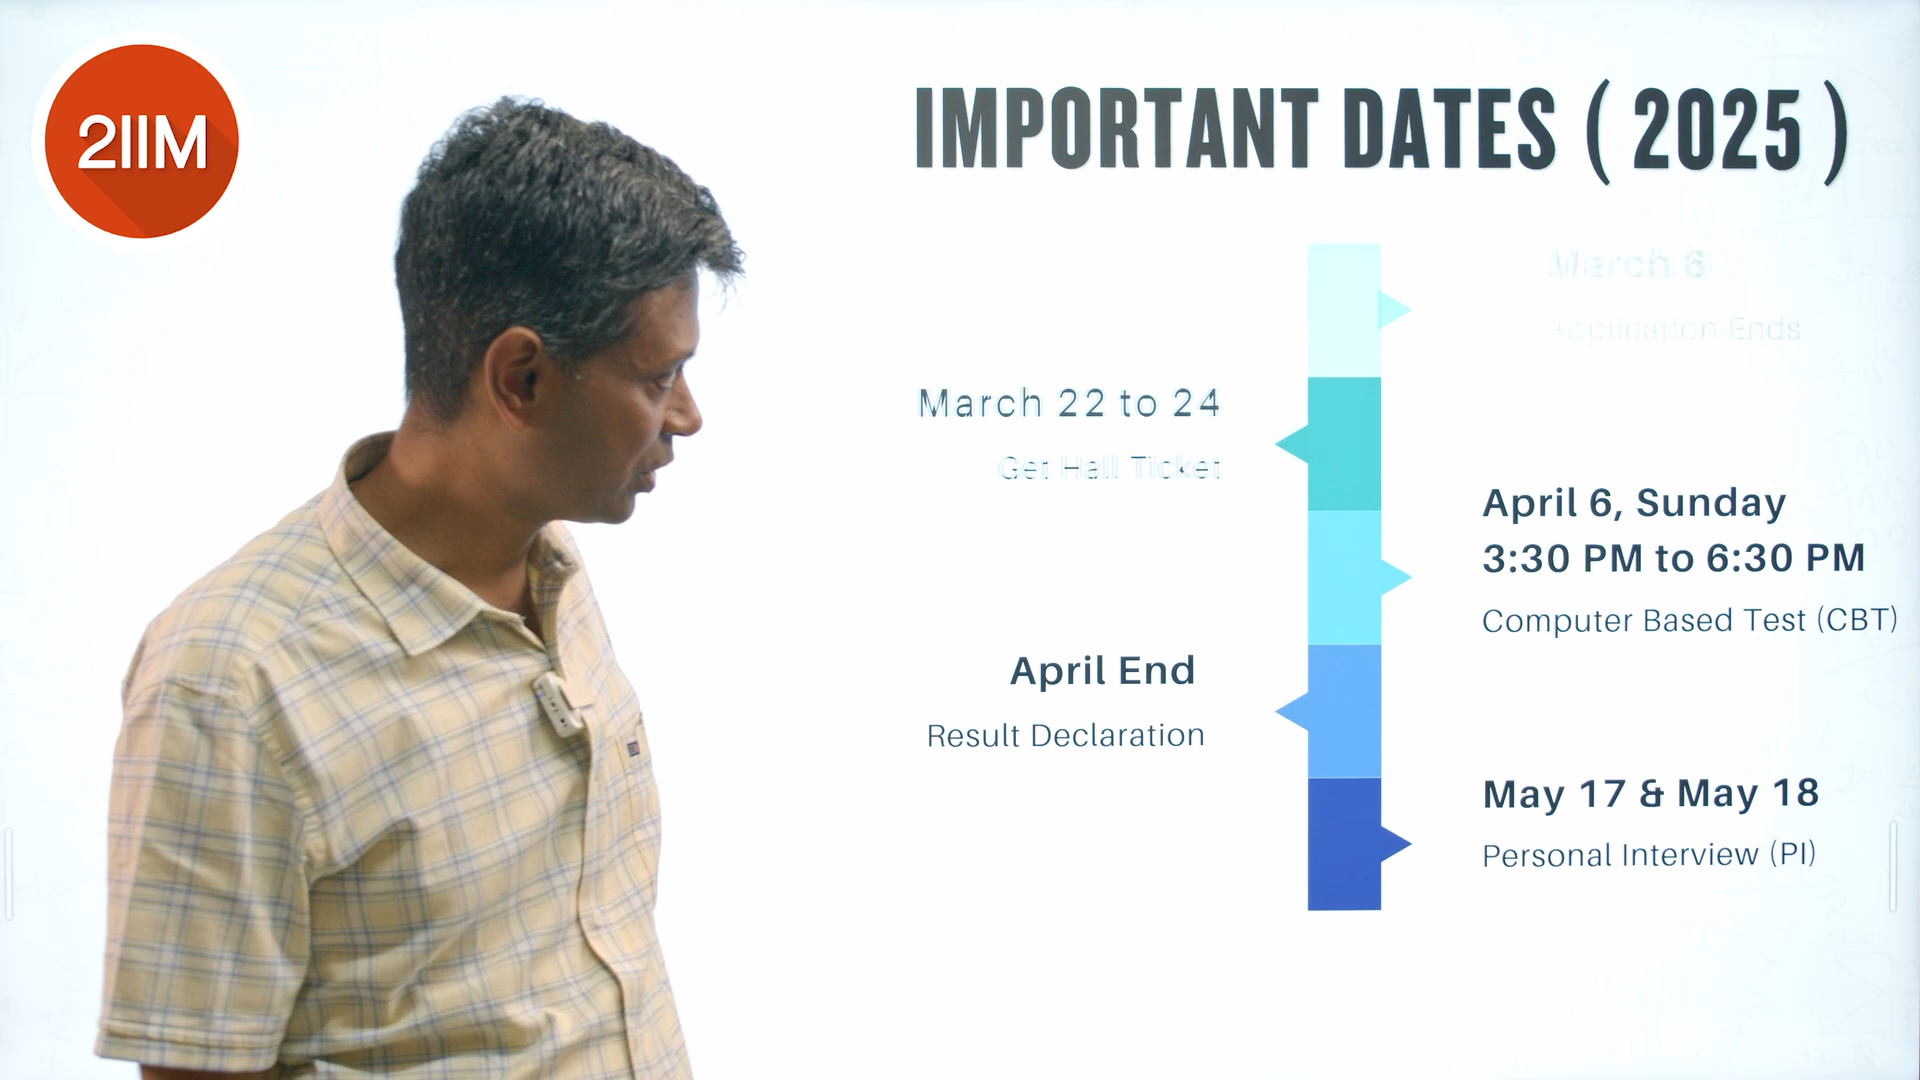 2IIM
IMPORTANT DATES ( 2025 )
March 6
Application Ends
March 22 to 24
Get Hall Ticket
April 6, Sunday
3:30 PM to 6:30 PM
Computer Based Test (CBT)
April End
Result Declaration
May 17 & May 18
Personal Interview (PI)